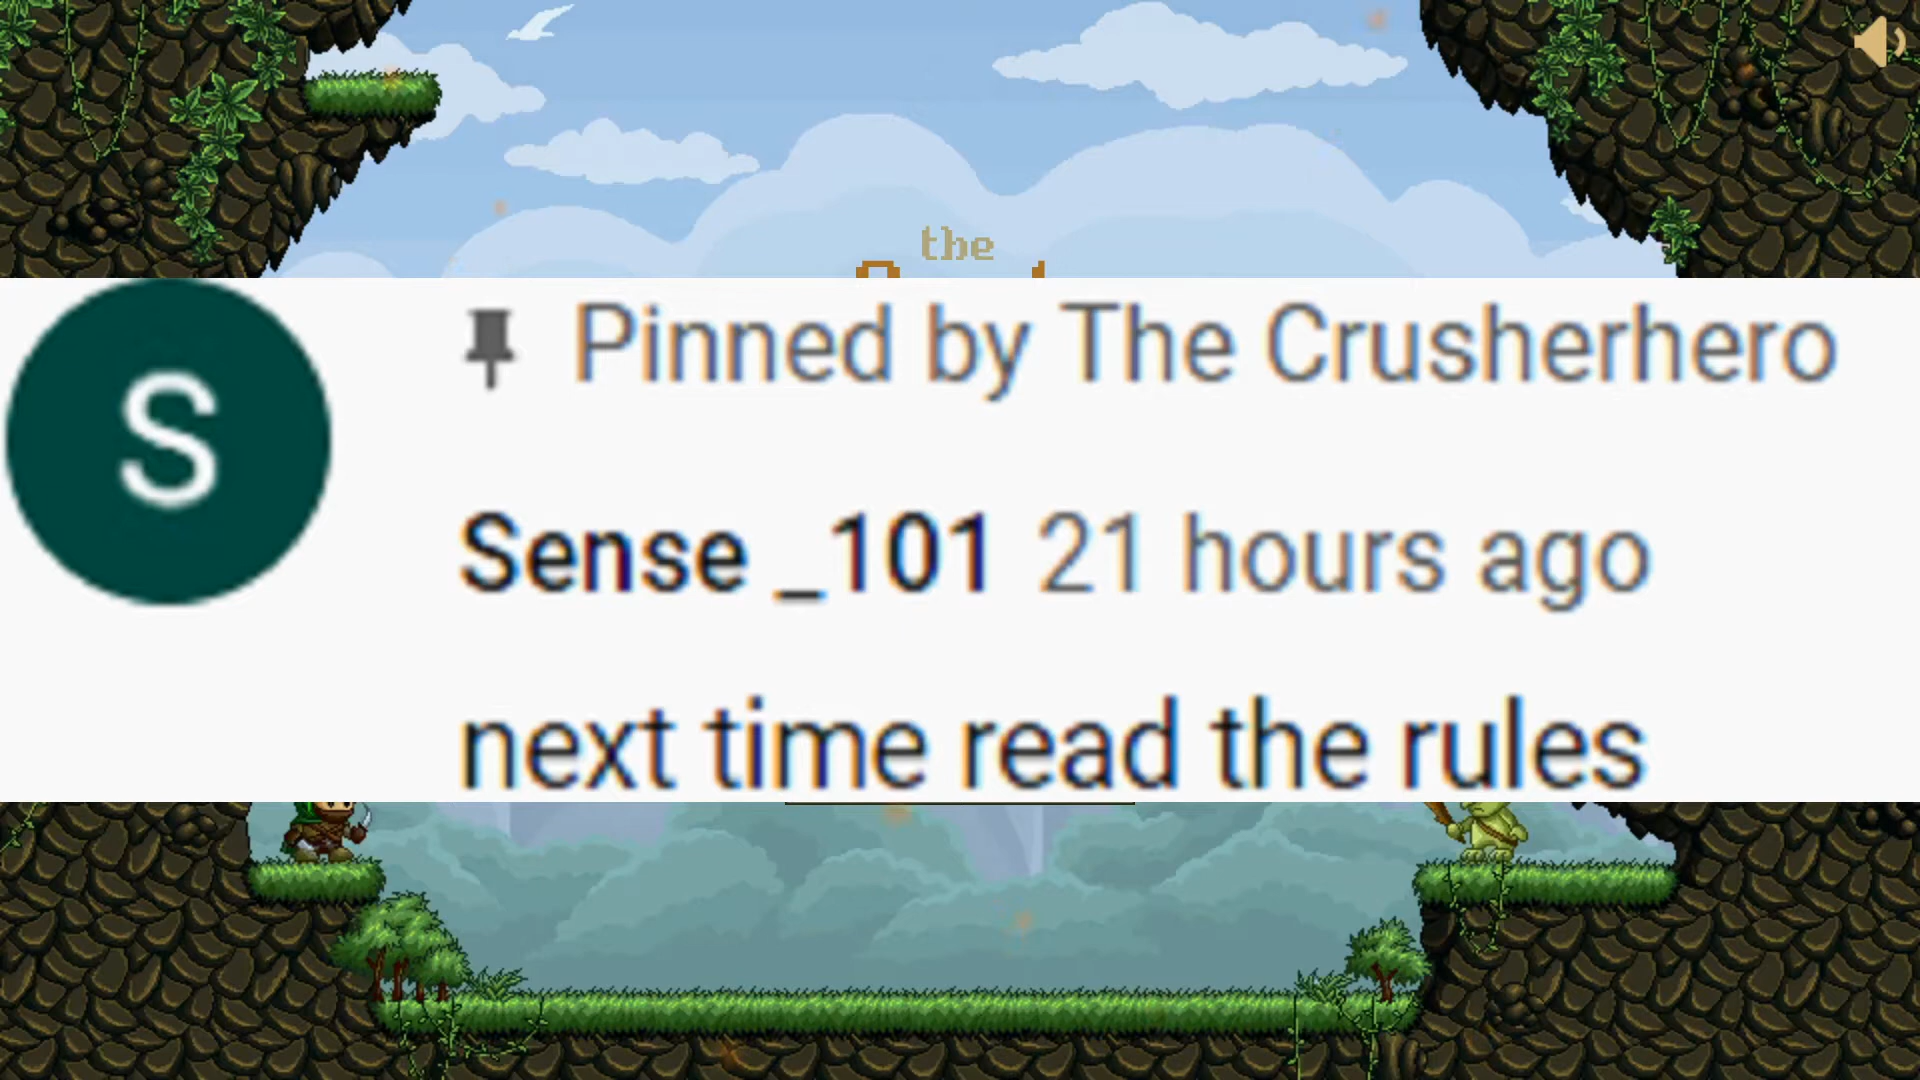 the
S
Pinned by The Crusherhero
Sense _101 21 hours ago
next time read the rules